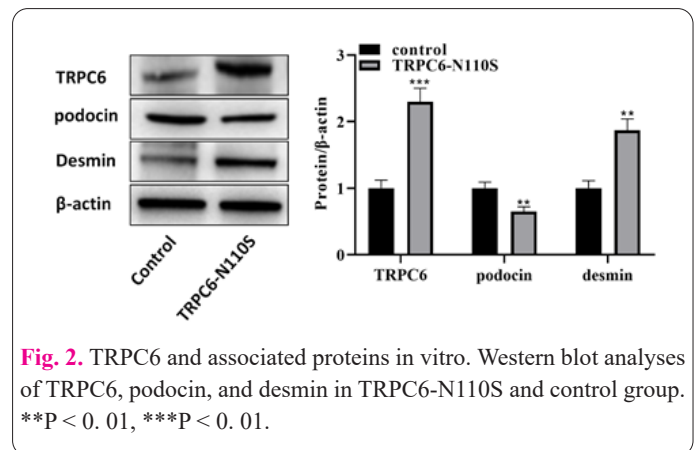 TRPC6
podocin
Desmin
β-actin
Control
TRPC6-N110S
control
TRPC6-N110S
Protein/β-actin
3
2
1
0
***
**
**
TRPC6
podocin
desmin
Fig. 2. TRPC6 and associated proteins in vitro. Western blot analyses
of TRPC6, podocin, and desmin in TRPC6-N110S and control group.
**P < 0. 01, ***P < 0. 01.